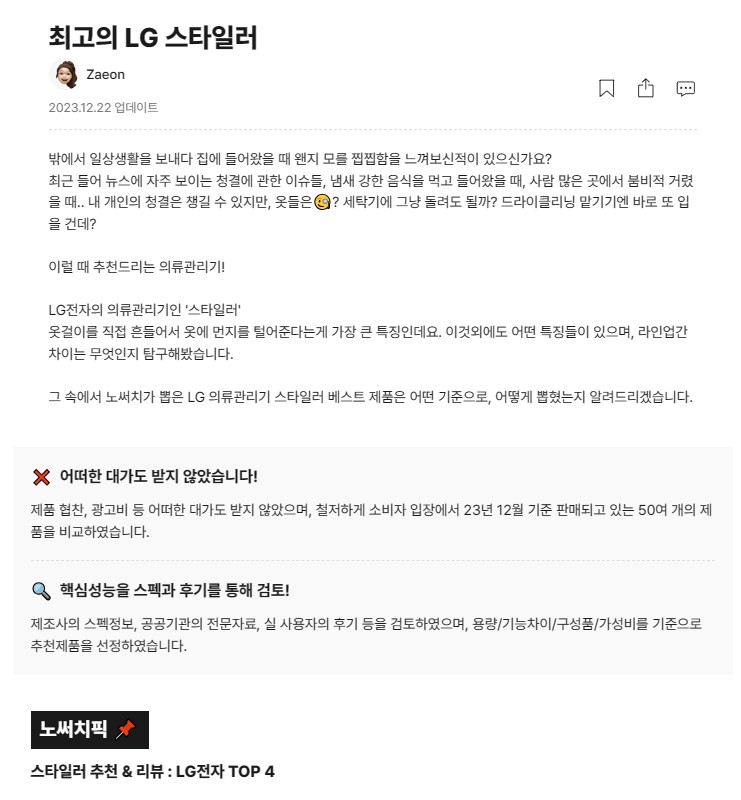 최고의 LG 스타일러
Zaeon
2023.12.22 업데이트
밖에서 일상생활을 보내다 집에 들어왔을 때 왠지 모를 찝찝함을 느껴보신적이 있으신가요?
최근 들어 뉴스에 자주 보이는 청결에 관한 이슈들, 냄새 강한 음식을 먹고 들어왔을 때, 사람 많은 곳에서 붐비적 거렸
을 때.. 내 개인의 청결은 챙길 수 있지만, 옷들은🧐? 세탁기에 그냥 돌려도 될까? 드라이클리닝 맡기기엔 바로 또 입
을 건데?
이럴 때 추천드리는 의류관리기!
LG전자의 의류관리기인 '스타일러'
옷걸이를 직접 흔들어서 옷에 먼지를 털어준다는게 가장 큰 특징인데요. 이것외에도 어떤 특징들이 있으며, 라인업간
차이는 무엇인지 탐구해봤습니다.
그 속에서 노써치가 뽑은 LG 의류관리기 스타일러 베스트 제품은 어떤 기준으로, 어떻게 뽑혔는지 알려드리겠습니다.
❌ 어떠한 대가도 받지 않았습니다!
제품 협찬, 광고비 등 어떠한 대가도 받지 않았으며, 철저하게 소비자 입장에서 23년 12월 기준 판매되고 있는 50여 개의 제
품을 비교하였습니다.
🔍 핵심성능을 스펙과 후기를 통해 검토!
제조사의 스펙정보, 공공기관의 전문자료, 실 사용자의 후기 등을 검토하였으며, 용량/기능차이/구성품/가성비를 기준으로
추천제품을 선정하였습니다.
노써치픽 📌
스타일러 추천 & 리뷰 : LG전자 TOP 4